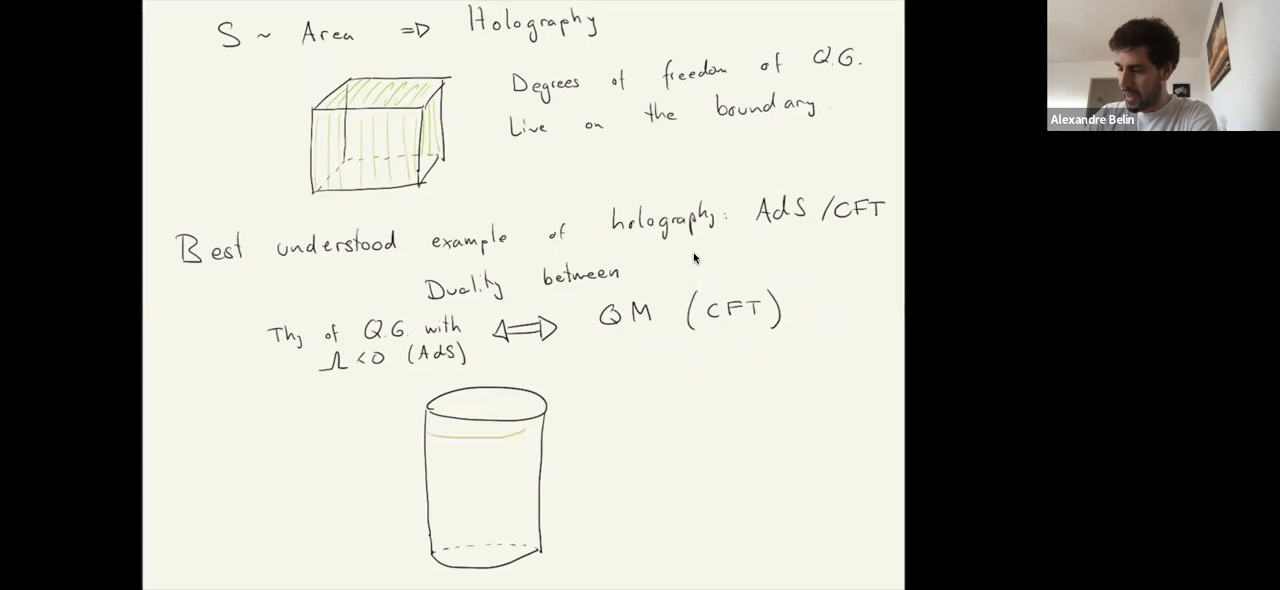 S ~ Area ⇒ Holography
Degrees of freedom of Q.G.
Live on the boundary.
Best understood example of holography: AdS/CFT
Duality between
Thy of Q.G. with ⇔ QM (CFT)
Λ<0 (AdS)
Alexandre Belin